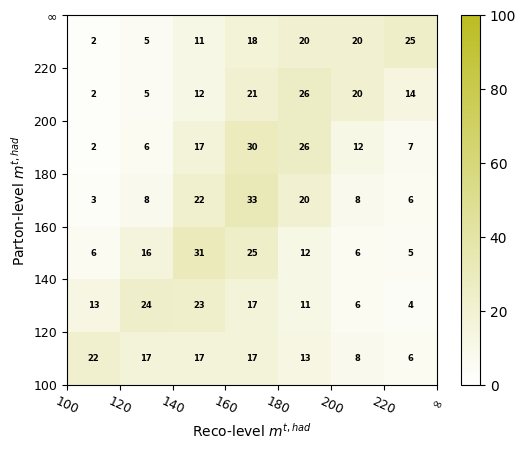 ∞ 2 5 11 18 20 20 25 100
220 2 5 12 21 26 20 14 80
200 2 6 17 30 26 12 7
180 3 8 22 33 20 8 6 60
160 6 16 31 25 12 6 5 40
140 13 24 23 17 11 6 4 20
120 22 17 17 17 13 8 6
100 0
Parton-level m^{t,had}
100 120 140 160 180 200 220 ∞
Reco-level m^{t,had}